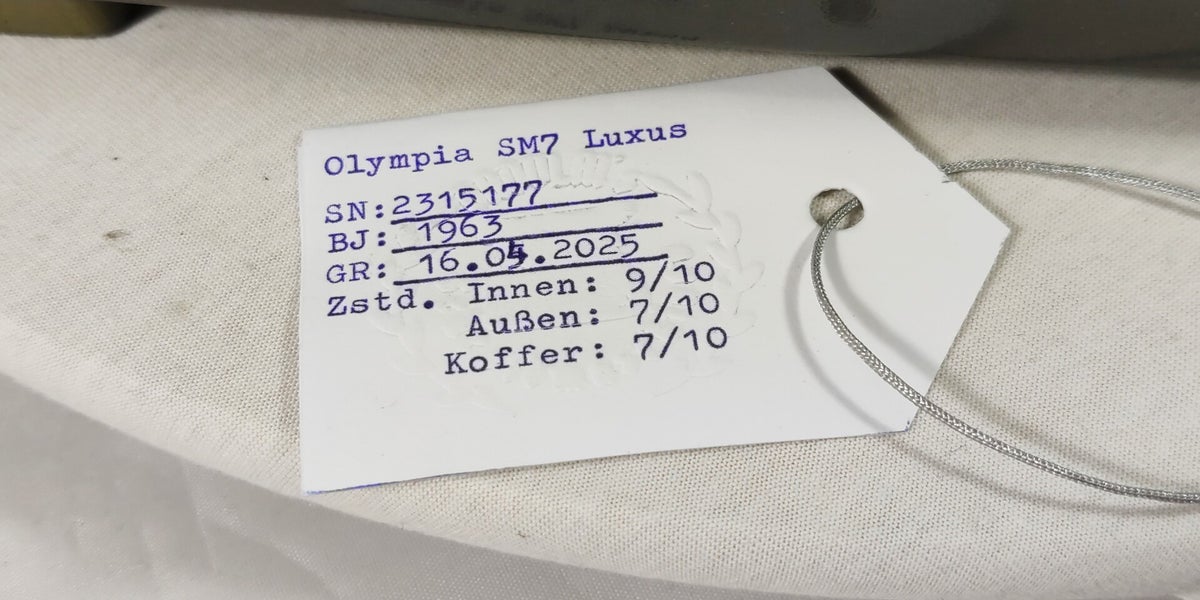 Olympia SM7 Luxus
SN: 2315177
BJ: 1963
GR: 16.05.2025
Zstd. Innen: 9/10
Außen: 7/10
Koffer: 7/10